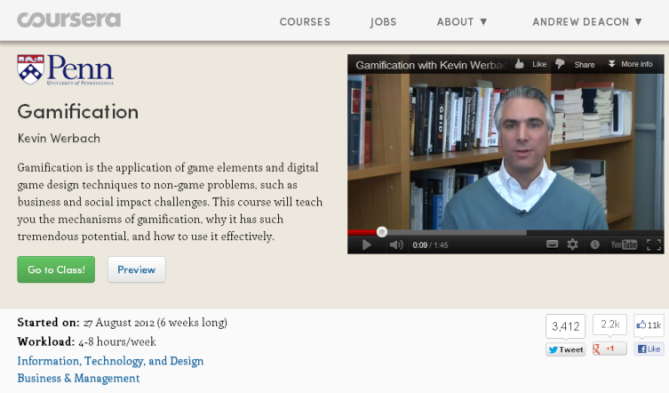 coursera
COURSES JOBS ABOUT ▼ ANDREW DEACON ▼
Penn
UNIVERSITY OF PENNSYLVANIA
Gamification
Kevin Werbach
Gamification is the application of game elements and digital
game design techniques to non-game problems, such as
business and social impact challenges. This course will teach
you the mechanisms of gamification, why it has such
tremendous potential, and how to use it effectively.
Go to Class!
Preview
Gamification with Kevin Werbac
Like
Share
More info
0:09 / 1:45
YouTube
Started on: 27 August 2012 (6 weeks long)
Workload: 4-8 hours/week
Information, Technology, and Design
Business & Management
3,412
Tweet
2.2k
+1
11k
Like